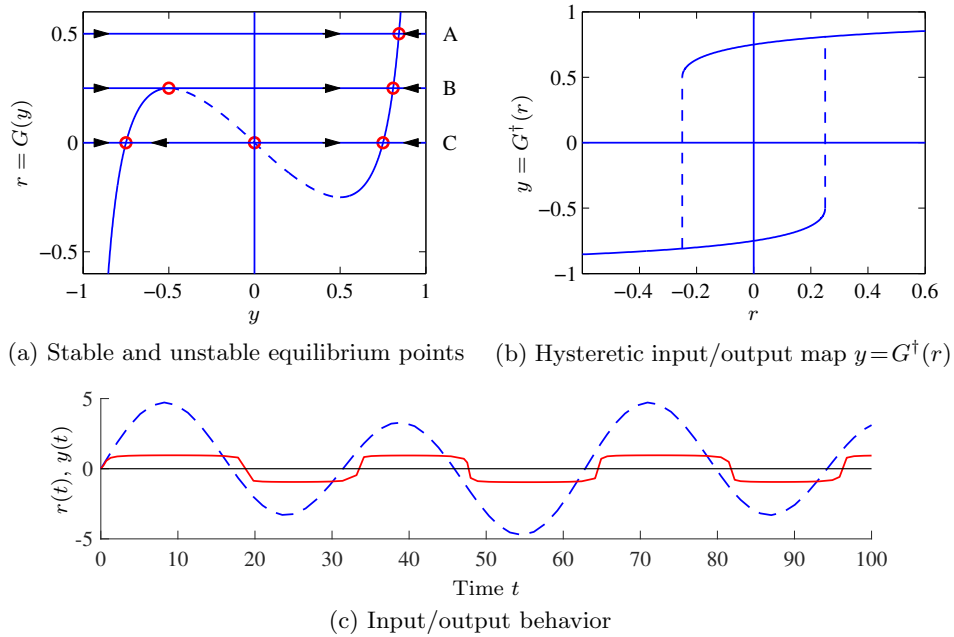 0.5
0
−0.5
r = G(y)
A
B
C
−1
−0.5
0
0.5
1
y
1
0.5
0
−0.5
−1
y = G†(r)
−0.4
−0.2
0
0.2
0.4
0.6
r
(a) Stable and unstable equilibrium points
(b) Hysteretic input/output map y=G†(r)
5
0
-5
r(t), y(t)
0
10
20
30
40
50
60
70
80
90
100
Time t
(c) Input/output behavior